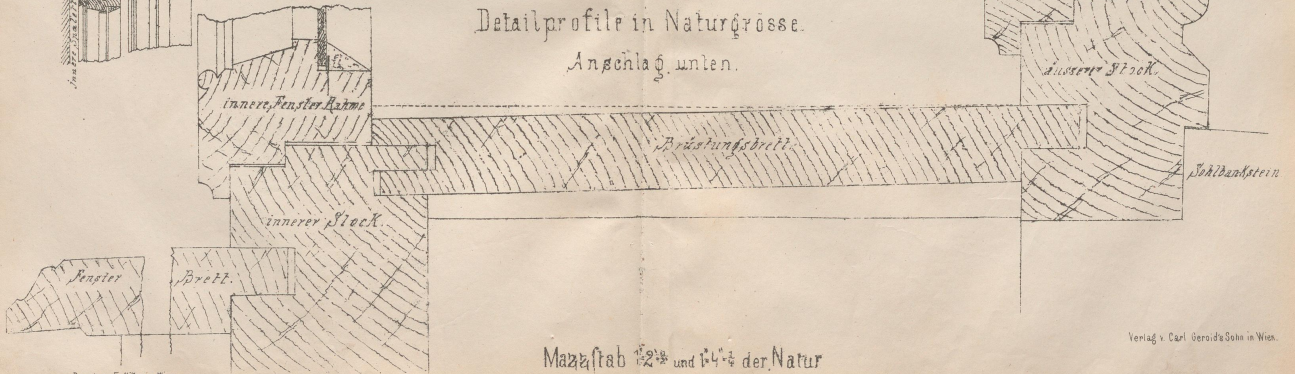 Detailprofile in Naturgrösse.
Anschlag unten.
äusserer Stock.
innere Fenster Rahme
Brüstungsbrett.
Sohlbankstein
innerer Stock.
Fenster Brett.
Verlag v. Carl Gerold's Sohn in Wien.
Maszstab und der Natur